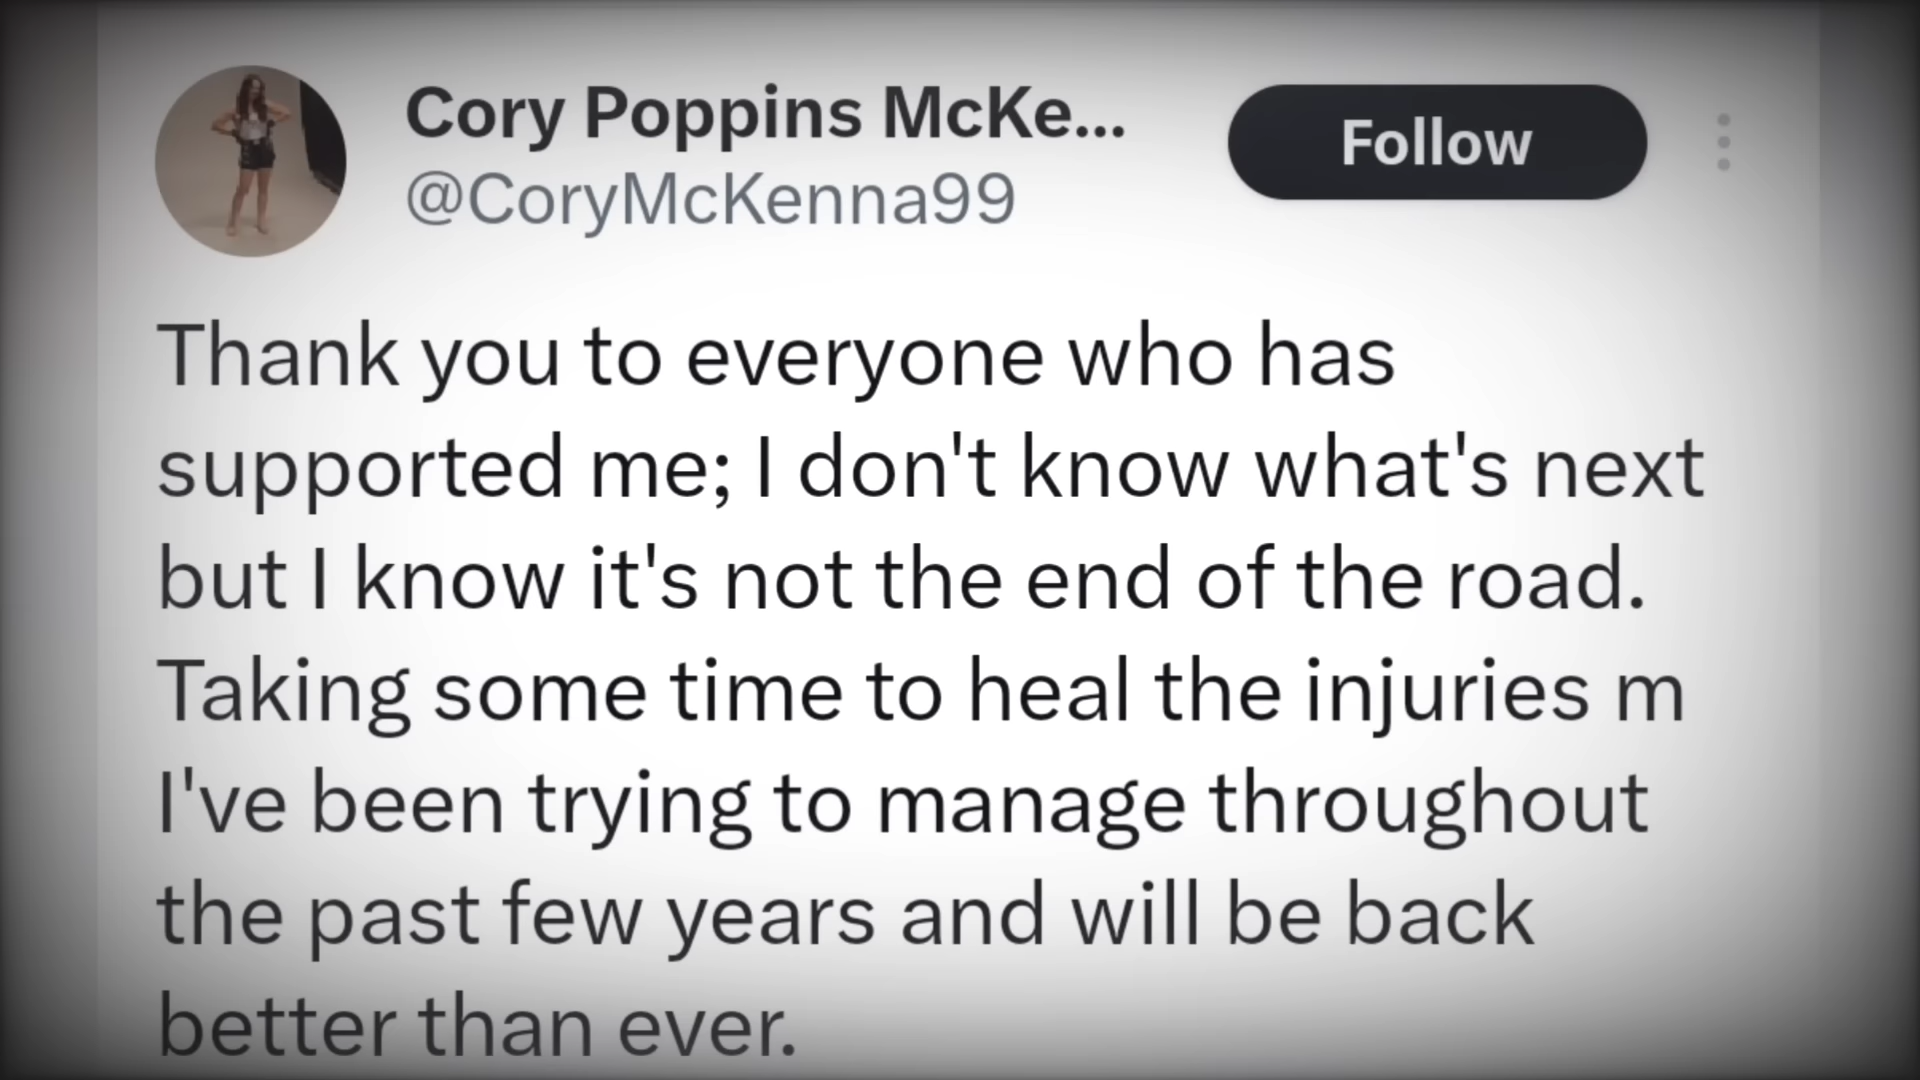 Cory Poppins McKe...
Follow
@CoryMcKenna99
Thank you to everyone who has
supported me; I don't know what's next
but I know it's not the end of the road.
Taking some time to heal the injuries m
I've been trying to manage throughout
the past few years and will be back
better than ever.